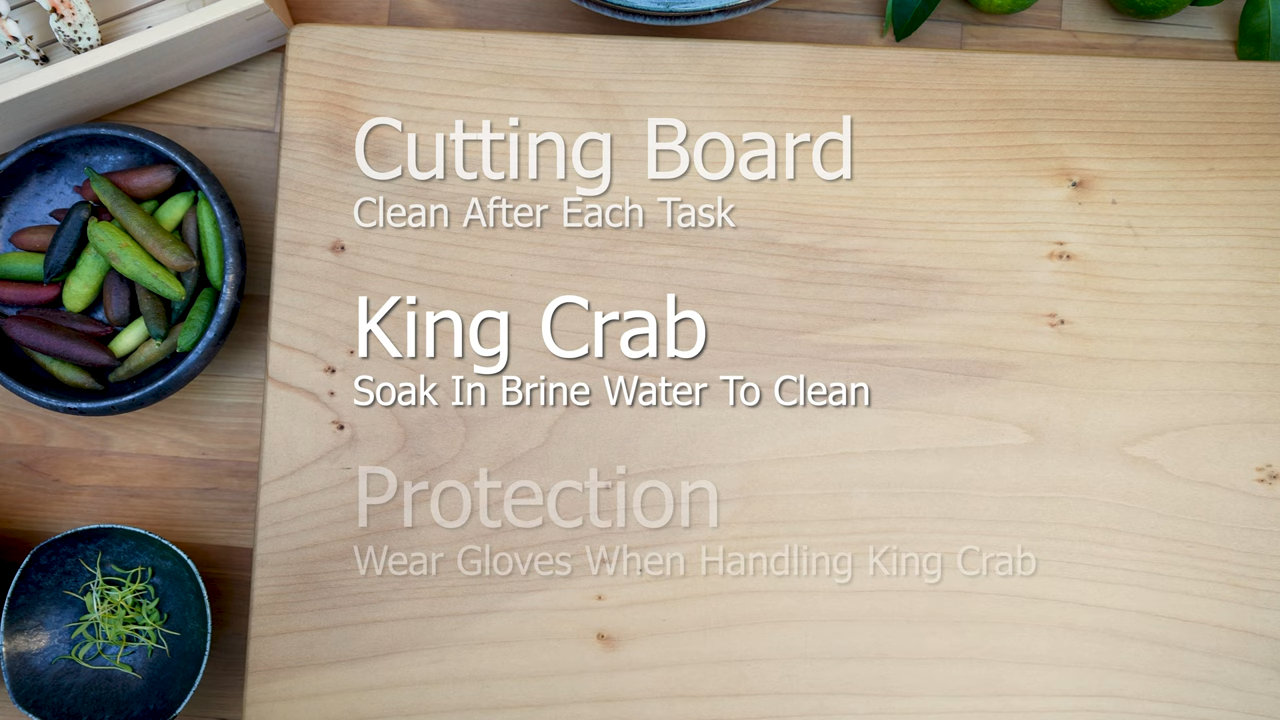 Cutting Board
Clean After Each Task
King Crab
Soak In Brine Water To Clean
Protection
Wear Gloves When Handling King Crab